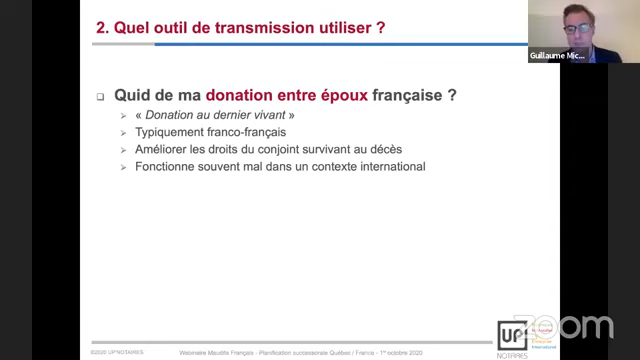 2. Quel outil de transmission utiliser ?
Guillaume Mic...
❑ Quid de ma donation entre époux française ?
➢ « Donation au dernier vivant »
➢ Typiquement franco-français
➢ Améliorer les droits du conjoint survivant au décès
➢ Fonctionne souvent mal dans un contexte international
zoom
UP°
NOTAIRES
International
©2020 UP°NOTAIRES
Webinaire Maudits Français - Planification successorale Québec / France - 1er octobre 2020